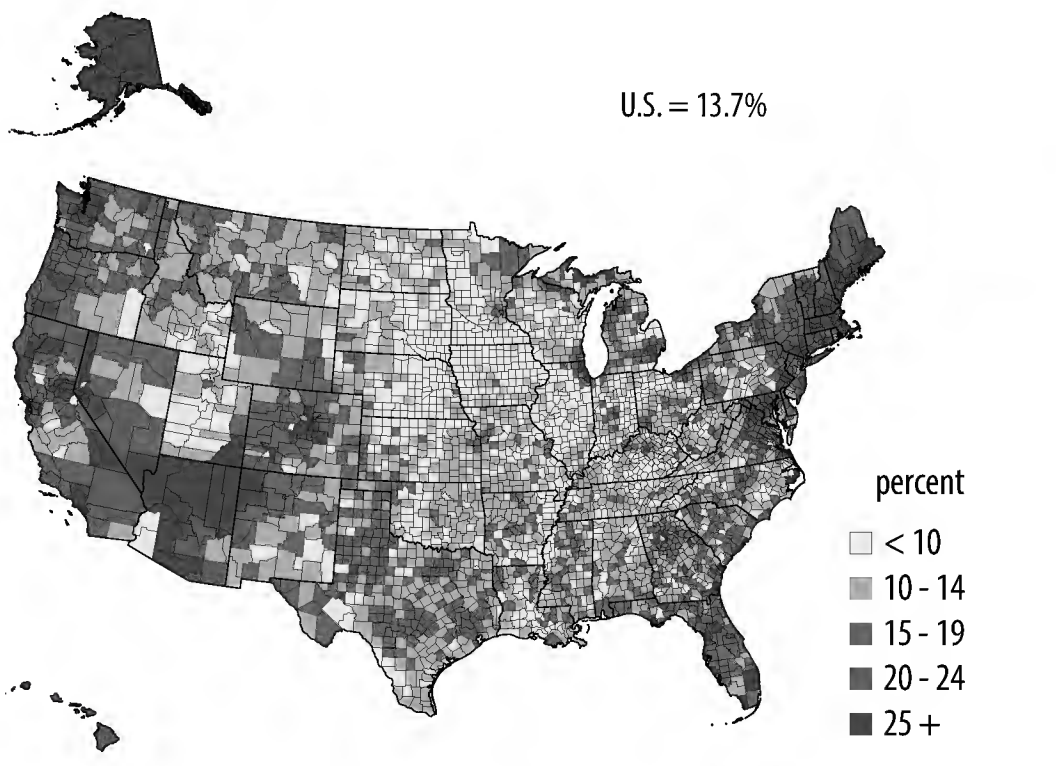 U.S. = 13.7%
percent
< 10
10 - 14
15 - 19
20 - 24
25 +